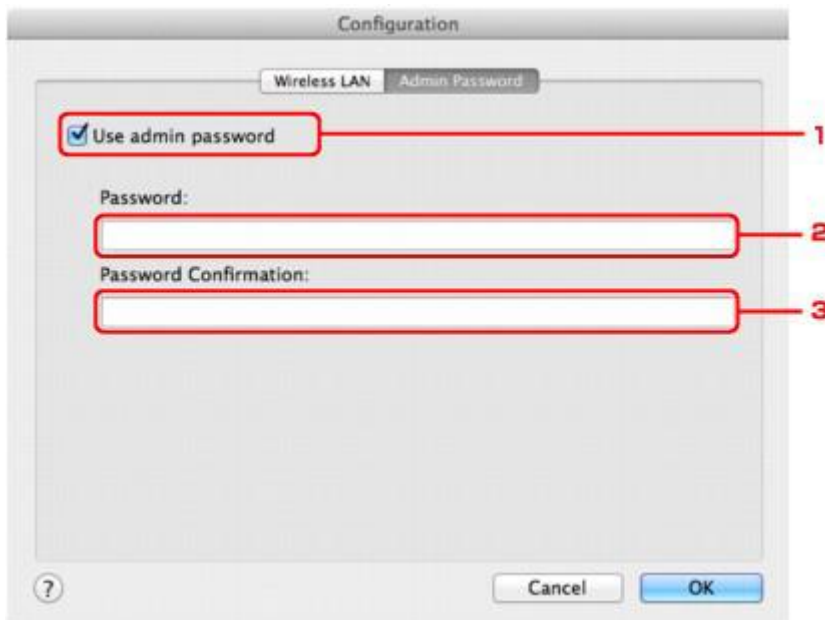 Configuration
Wireless LAN Admin Password
Use admin password 1
Password:
2
Password Confirmation:
3
? Cancel OK